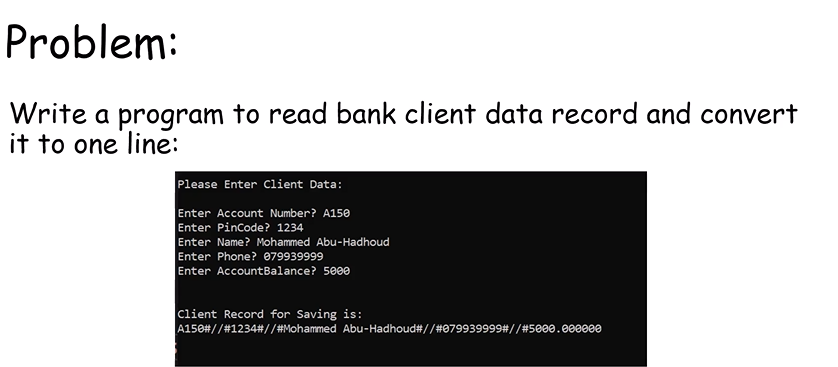 Problem:
Write a program to read bank client data record and convert
it to one line:
Please Enter Client Data:
Enter Account Number? A150
Enter PinCode? 1234
Enter Name? Mohammed Abu-Hadhoud
Enter Phone? 079939999
Enter AccountBalance? 5000
Client Record for Saving is:
A150#//#1234#//#Mohammed Abu-Hadhoud#//#079939999#//#5000.000000